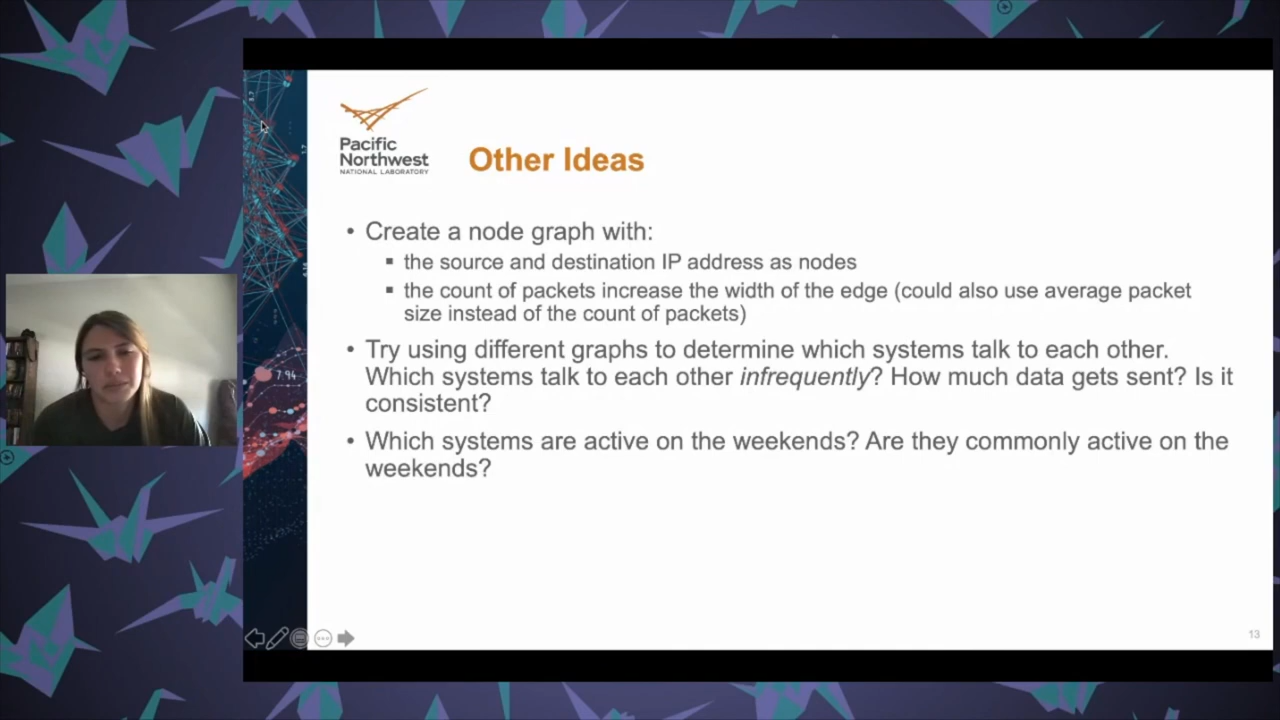 Pacific
Northwest
NATIONAL LABORATORY
Other Ideas
• Create a node graph with:
▪ the source and destination IP address as nodes
▪ the count of packets increase the width of the edge (could also use average packet
size instead of the count of packets)
• Try using different graphs to determine which systems talk to each other.
Which systems talk to each other infrequently? How much data gets sent? Is it
consistent?
• Which systems are active on the weekends? Are they commonly active on the
weekends?
7.94
13